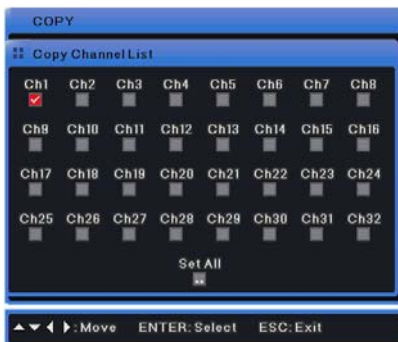 COPY
Copy Channel List
Ch1 Ch2 Ch3 Ch4 Ch5 Ch6 Ch7 Ch8
Ch9 Ch10 Ch11 Ch12 Ch13 Ch14 Ch15 Ch16
Ch17 Ch18 Ch19 Ch20 Ch21 Ch22 Ch23 Ch24
Ch25 Ch26 Ch27 Ch28 Ch29 Ch30 Ch31 Ch32
Set All
:Move ENTER:Select ESC:Exit